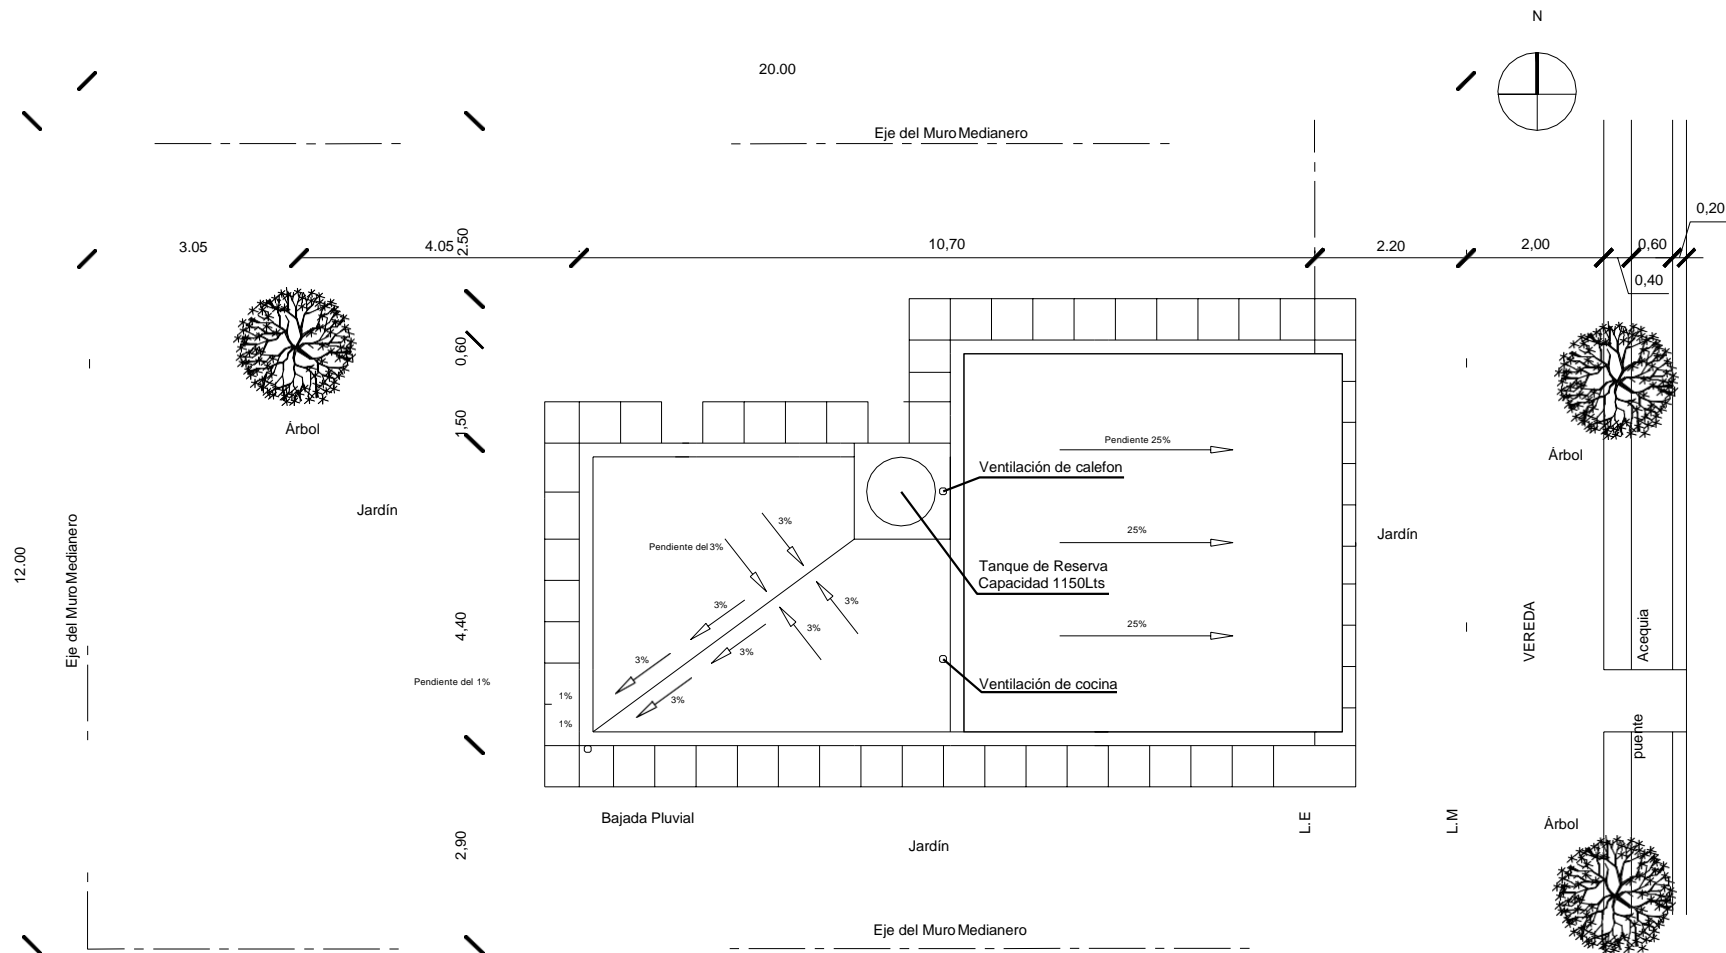 N
20.00
Eje del Muro Medianero
0,20
3.05
4.05
2.50
10,70
2.20
2,00
0,60
0,40
0,60
1,50
Árbol
Árbol
Pendiente 25%
Ventilación de calefon
Jardín
3%
Pendiente del 3%
25%
Jardín
12.00
Eje del Muro Medianero
Tanque de Reserva
Capacidad 1150Lts
3%
3%
4,40
3%
25%
VEREDA
Acequia
3%
3%
Pendiente del 1%
Ventilación de cocina
1%
3%
1%
puente
Bajada Pluvial
L.E
L.M
Árbol
2,90
Jardín
Eje del Muro Medianero